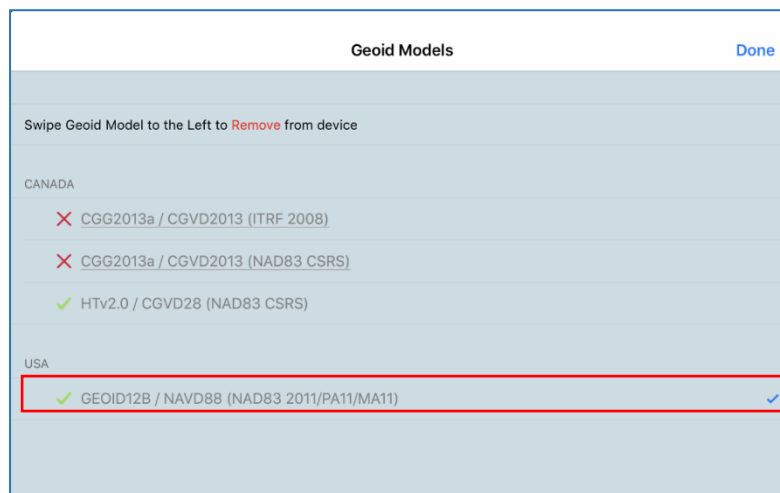 Geoid Models Done
Swipe Geoid Model to the Left to Remove from device
CANADA
CGG2013a / CGVD2013 (ITRF 2008)
CGG2013a / CGVD2013 (NAD83 CSRS)
HTv2.0 / CGVD28 (NAD83 CSRS)
USA
GEOID12B / NAVD88 (NAD83 2011/PA11/MA11)